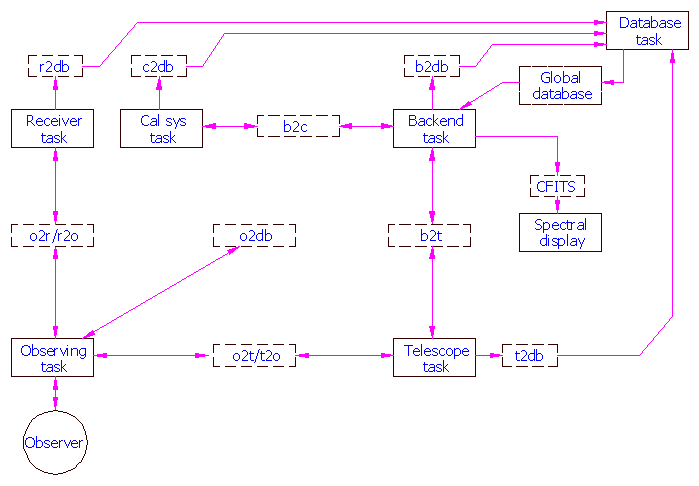 Database
task
r2db
c2db
b2db
Global
database
Receiver
task
Cal sys
task
b2c
Backend
task
CFITS
Spectral
display
o2r/r2o
o2db
b2t
Observing
task
o2t/t2o
Telescope
task
t2db
Observer